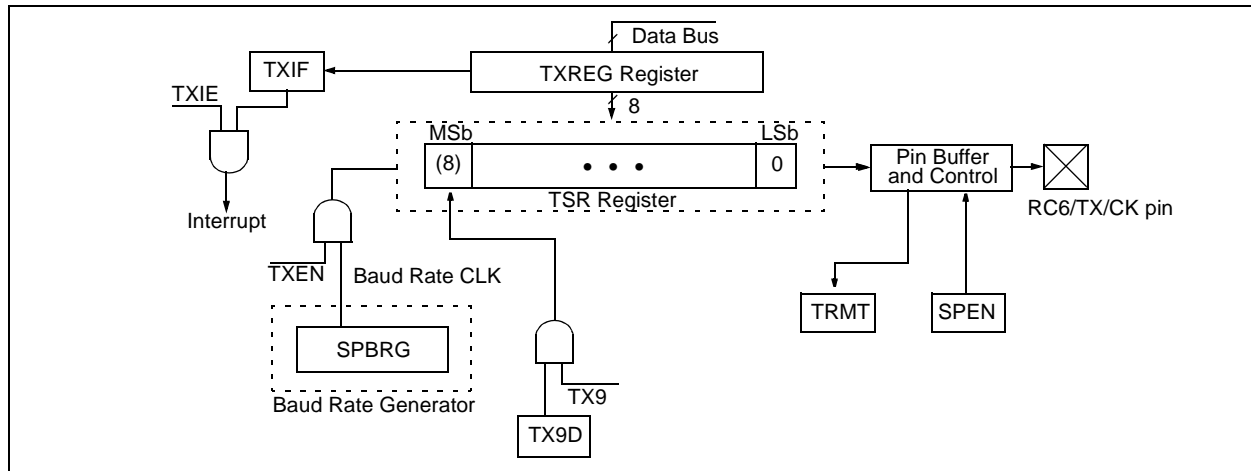 Data Bus
TXIF
TXREG Register
TXIE
8
MSb
LSb
(8)
• • •
0
Pin Buffer
and Control
TSR Register
Interrupt
RC6/TX/CK pin
TXEN
Baud Rate CLK
TRMT
SPEN
SPBRG
TX9
Baud Rate Generator
TX9D